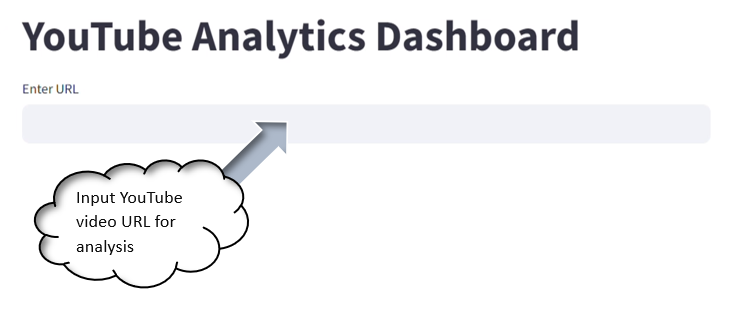 YouTube Analytics Dashboard
Enter URL
Input YouTube
video URL for
analysis